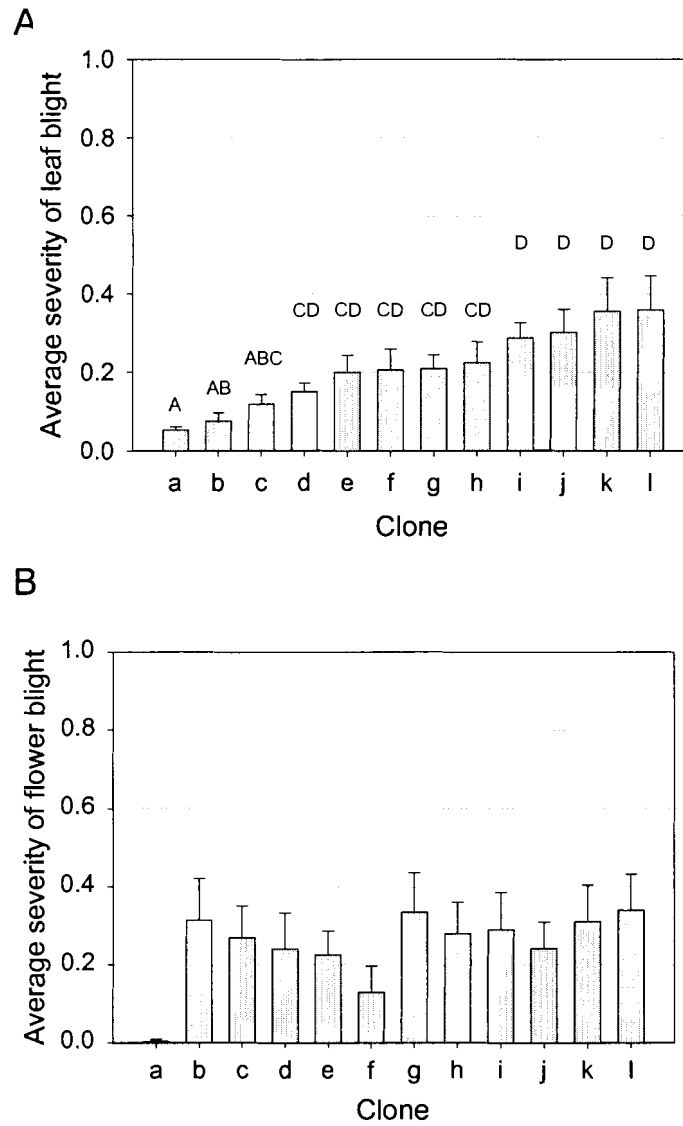 A
Average severity of leaf blight
1.0
0.8
0.6
0.4
0.2
0.0
A AB ABC CD CD CD CD CD D D D D
a b c d e f g h i j k l
Clone
B
Average severity of flower blight
1.0
0.8
0.6
0.4
0.2
0.0
a b c d e f g h i j k l
Clone